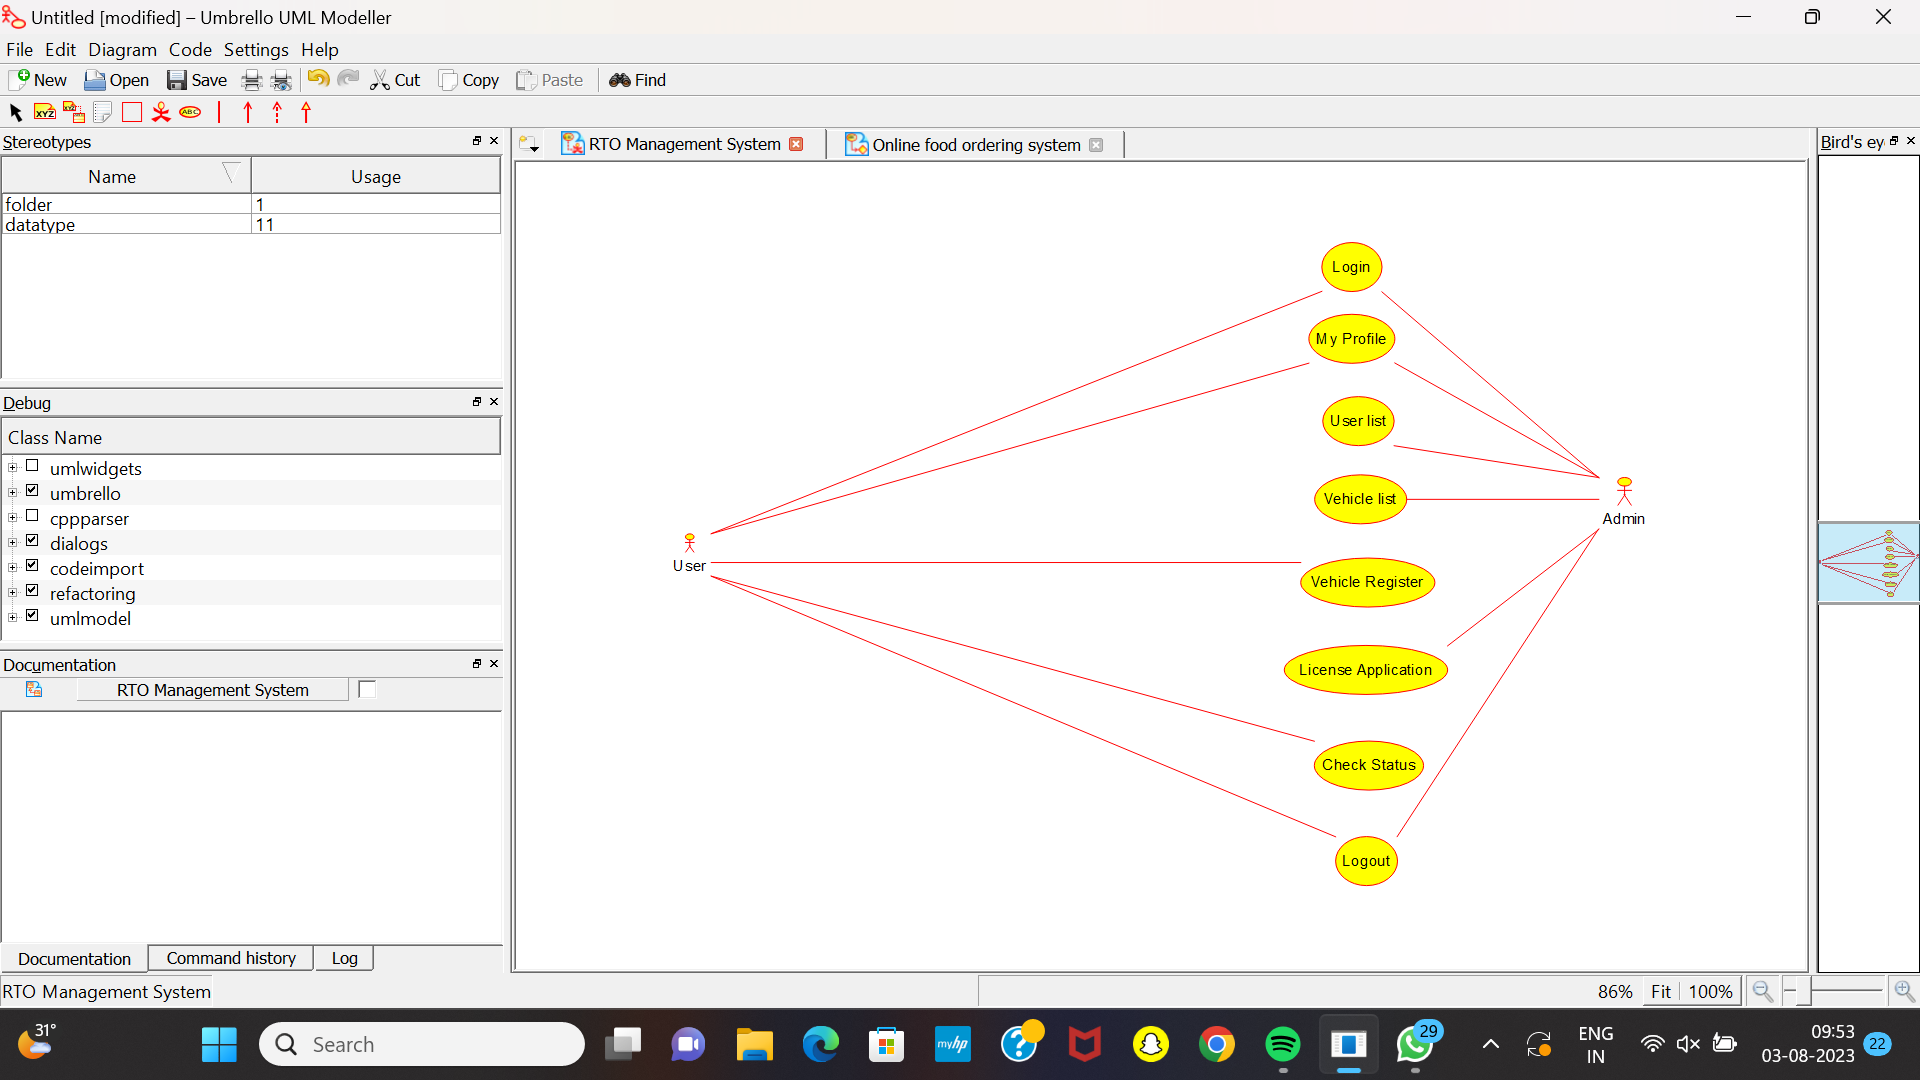 Untitled [modified] – Umbrello UML Modeller
File Edit Diagram Code Settings Help
New Open Save Cut Copy Paste Find
XYZ XYZ ABC
Stereotypes
Name Usage
folder 1
datatype 11
Debug
Class Name
umlwidgets
umbrello
cppparser
dialogs
codeimport
refactoring
umlmodel
Documentation
RTO Management System
Documentation Command history Log
RTO Management System Online food ordering system
Login
My Profile
User list
Vehicle list
Admin
User
Vehicle Register
License Application
Check Status
Logout
Bird's ey
RTO Management System
86% Fit 100%
31°
Search
myhp
29
ENG
IN
09:53
03-08-2023
22